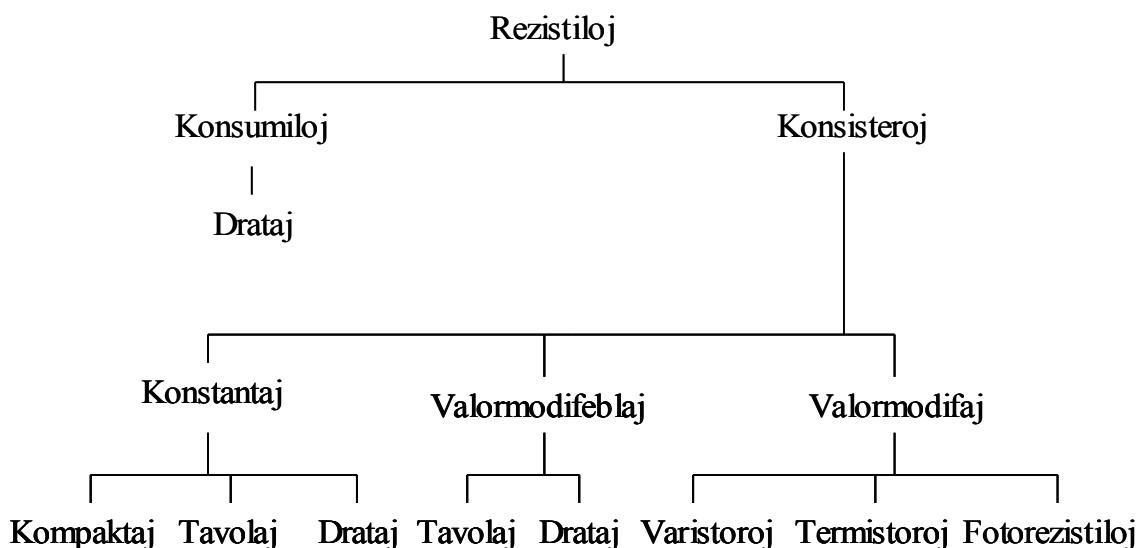 Rezistiloj
Konsumiloj Konsisteroj
Drataj
Konstantaj Valormodifeblaj Valormodifaj
Kompaktaj Tavolaj Drataj Tavolaj Drataj Varistoroj Termistoroj Fotorezistiloj